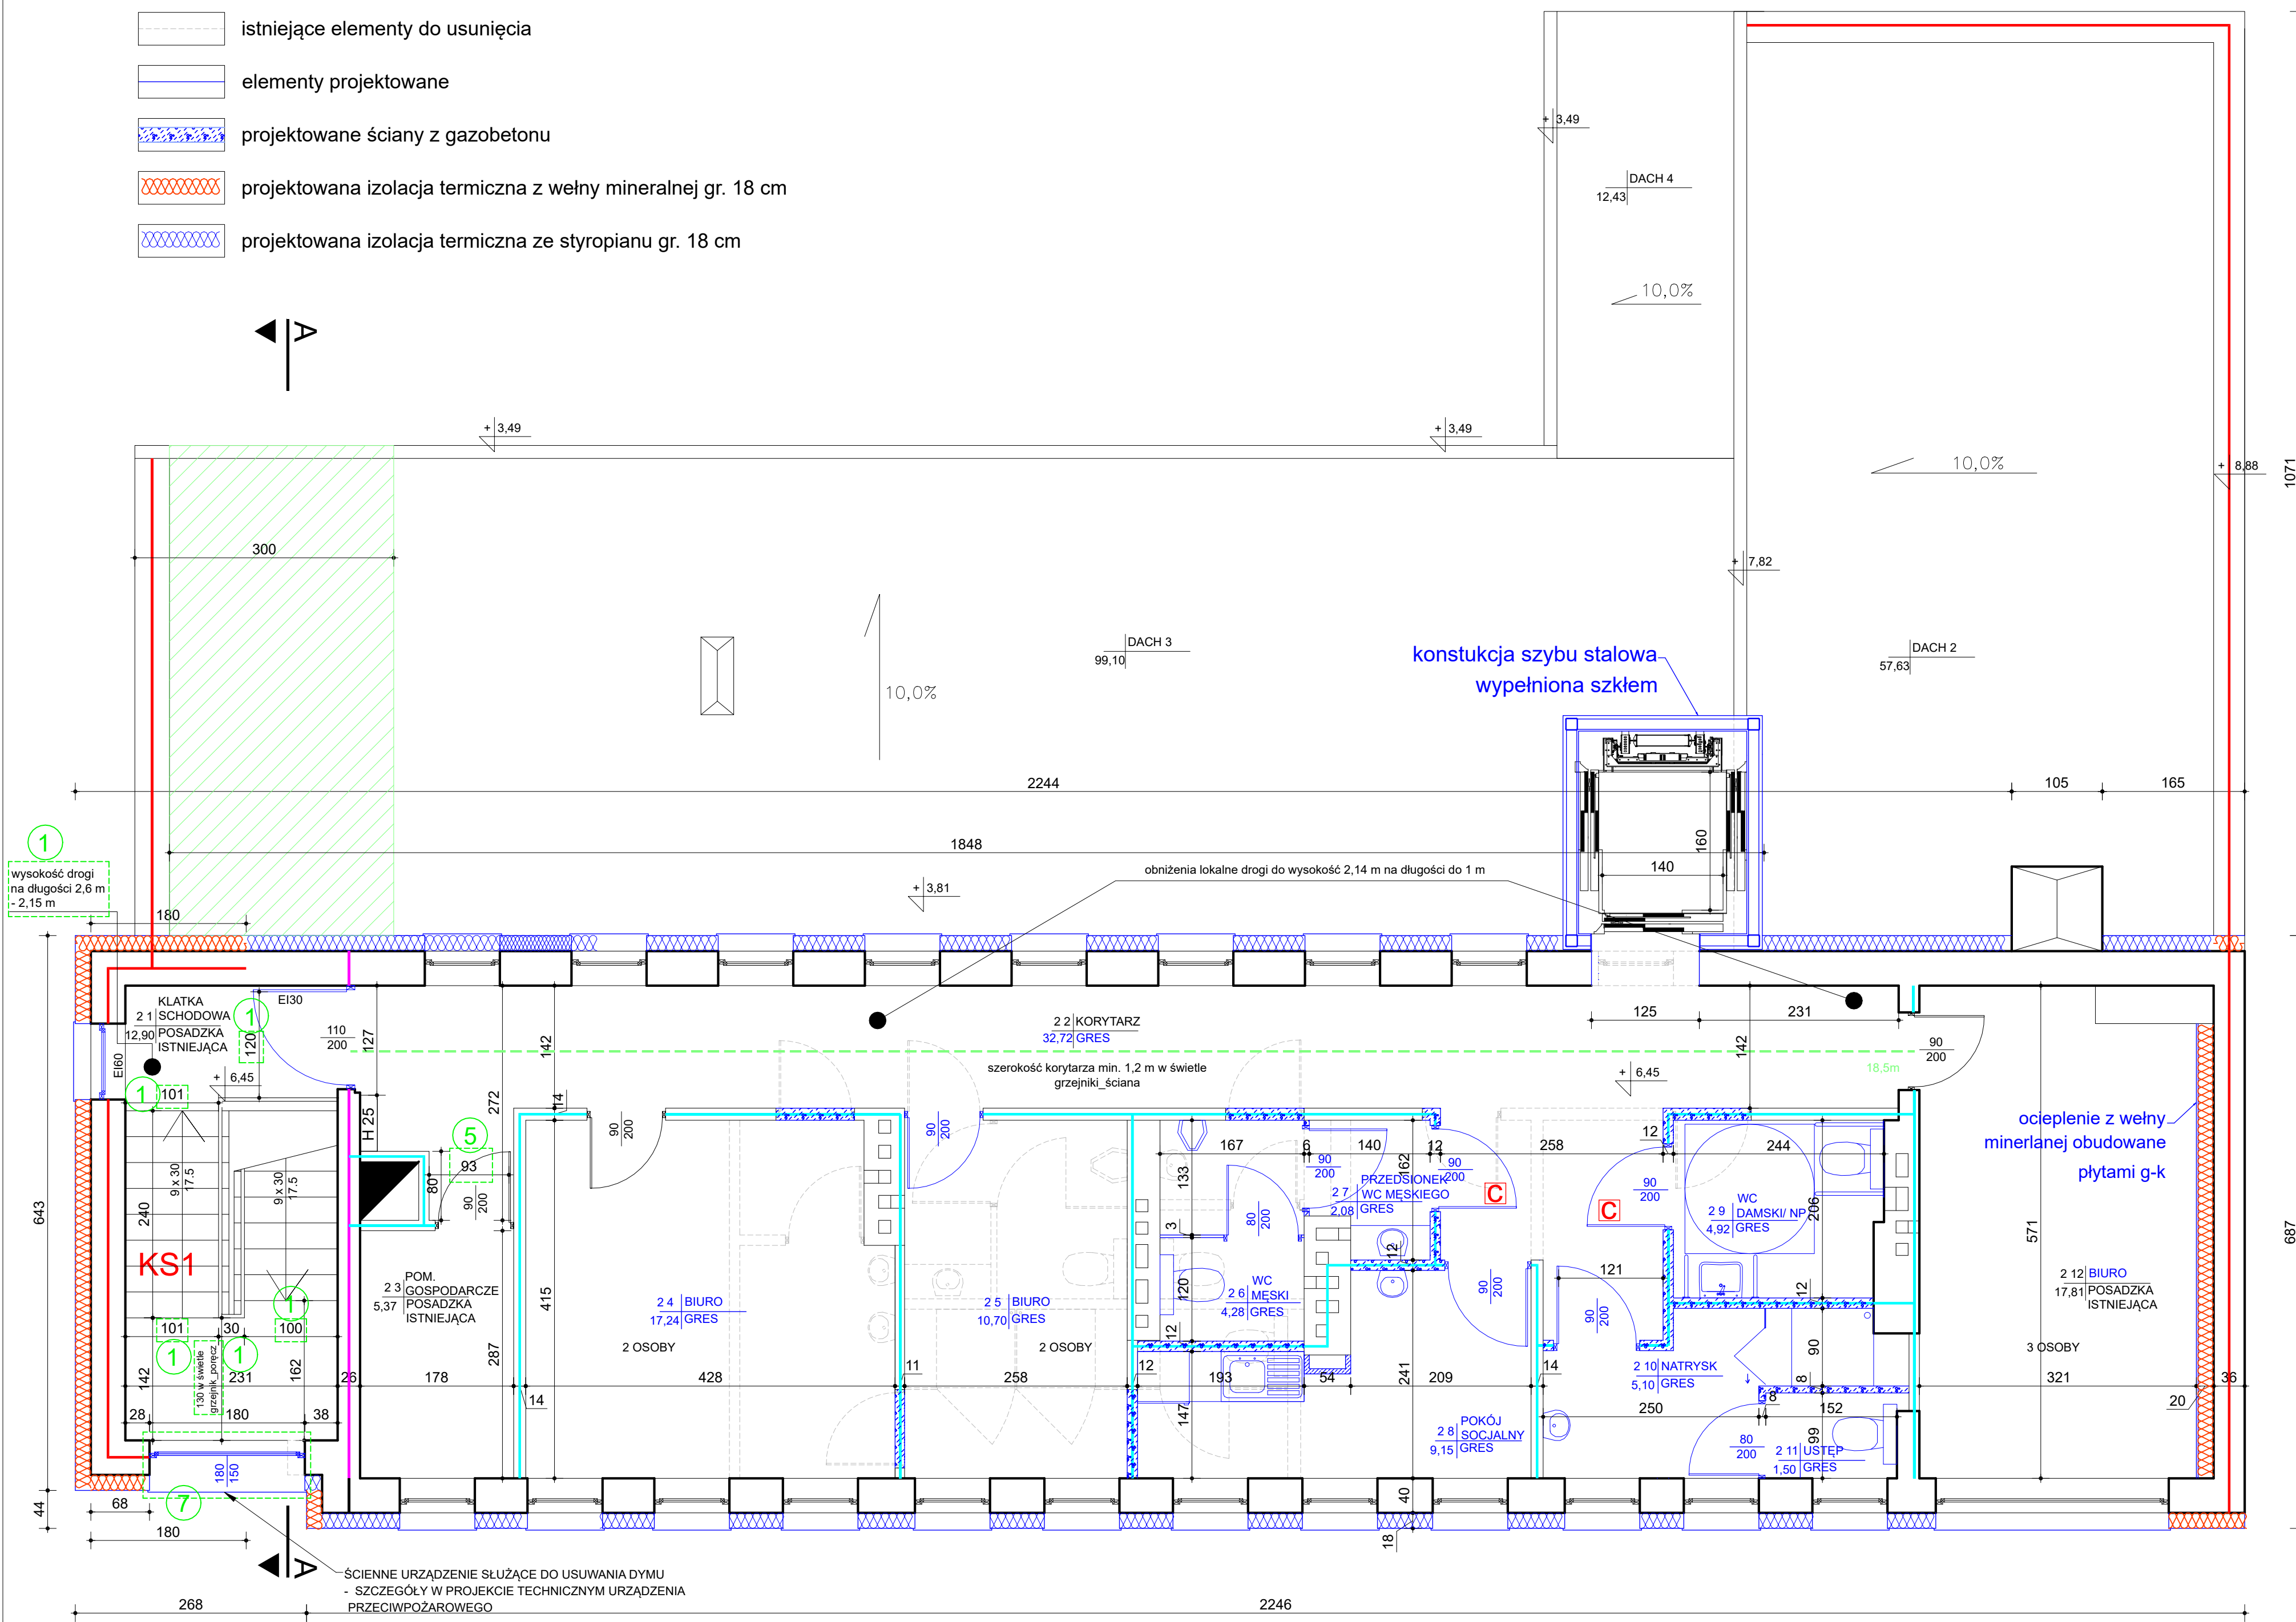 istniejące elementy do usunięcia
elementy projektowane
projektowane ściany z gazobetonu
projektowana izolacja termiczna z wełny mineralnej gr. 18 cm
projektowana izolacja termiczna ze styropianu gr. 18 cm
A
+ 3,49
DACH 4
12,43
10,0%
+ 3,49
+ 3,49
10,0%
+ 8,88
1071
300
+ 7,82
DACH 3
99,10
10,0%
konstukcja szybu stalowa
wypełniona szkłem
DACH 2
57,63
2244
105
165
1848
160
140
1
wysokość drogi
na długości 2,6 m
- 2,15 m
180
+ 3,81
obniżenia lokalne drogi do wysokość 2,14 m na długości do 1 m
KLATKA
2 1 SCHODOWA
12,90 POSADZKA
ISTNIEJĄCA
EI30
EI60
1
120
110
200
127
142
2 2 KORYTARZ
32,72 GRES
szerokość korytarza min. 1,2 m w świetle
grzejniki_ściana
125
231
142
+ 6,45
18,5m
90
200
+ 6,45
1
101
H 25
272
14
5
93
80
90
200
9 x 30
17.5
9 x 30
17.5
240
KS1
1
101
30
100
1
1
130 w świetle
grzejnik_poręcz
142
231
162
26
28
180
38
POM.
2 3 GOSPODARCZE
5,37 POSADZKA
ISTNIEJĄCA
287
178
14
415
90
200
2 4 BIURO
17,24 GRES
2 OSOBY
428
11
90
200
2 5 BIURO
10,70 GRES
2 OSOBY
258
12
167
6
140
12
258
12
244
133
162
90
200
90
200
PRZEDSIONEK
2 7 WC MĘSKIEGO
2,08 GRES
C
C
90
200
3
80
200
12
120
WC
2 6 MĘSKI
4,28 GRES
12
193
54
241
209
14
147
90
200
121
90
200
POKÓJ
2 8 SOCJALNY
9,15 GRES
WC
2 9 DAMSKI/ NP
4,92 GRES
206
12
90
8
2 10 NATRYSK
5,10 GRES
250
8
152
99
80
200
2 11 USTĘP
1,50 GRES
571
ocieplenie z wełny
minerlanej obudowane
płytami g-k
2 12 BIURO
17,81 POSADZKA
ISTNIEJĄCA
3 OSOBY
321
36
20
687
643
44
180
150
7
68
180
40
18
A
ŚCIENNE URZĄDZENIE SŁUŻĄCE DO USUWANIA DYMU
- SZCZEGÓŁY W PROJEKCIE TECHNICZNYM URZĄDZENIA
PRZECIWPOŻAROWEGO
268
2246